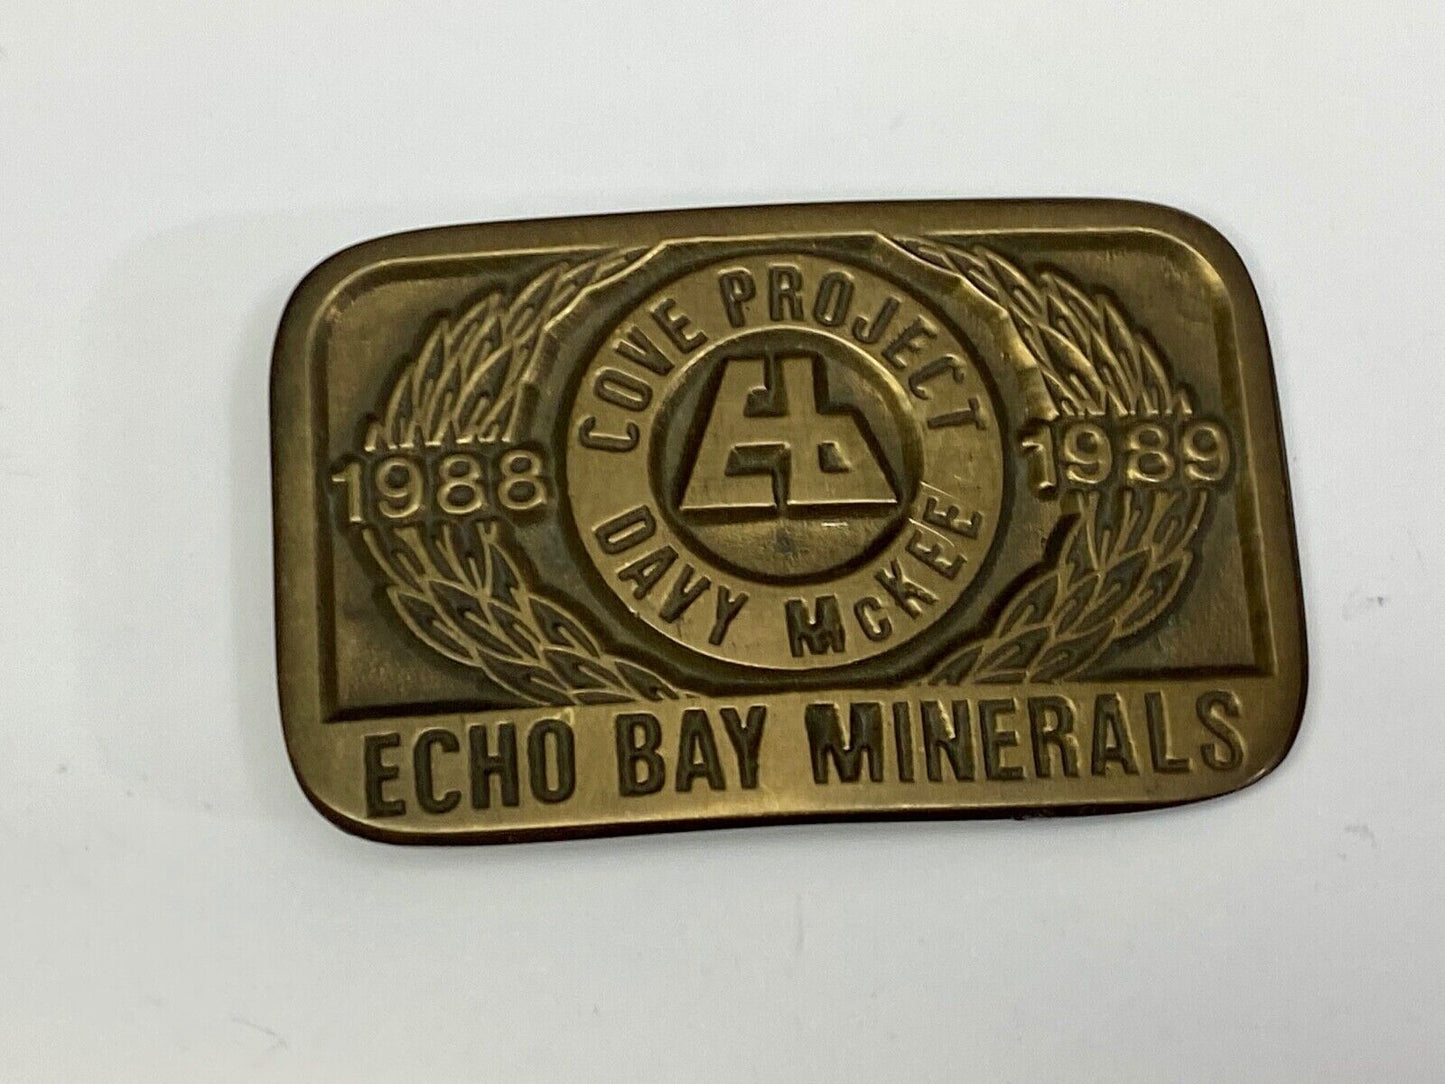 COVE PROJECT
1988
1989
DAVY McKEE
ECHO BAY MINERALS